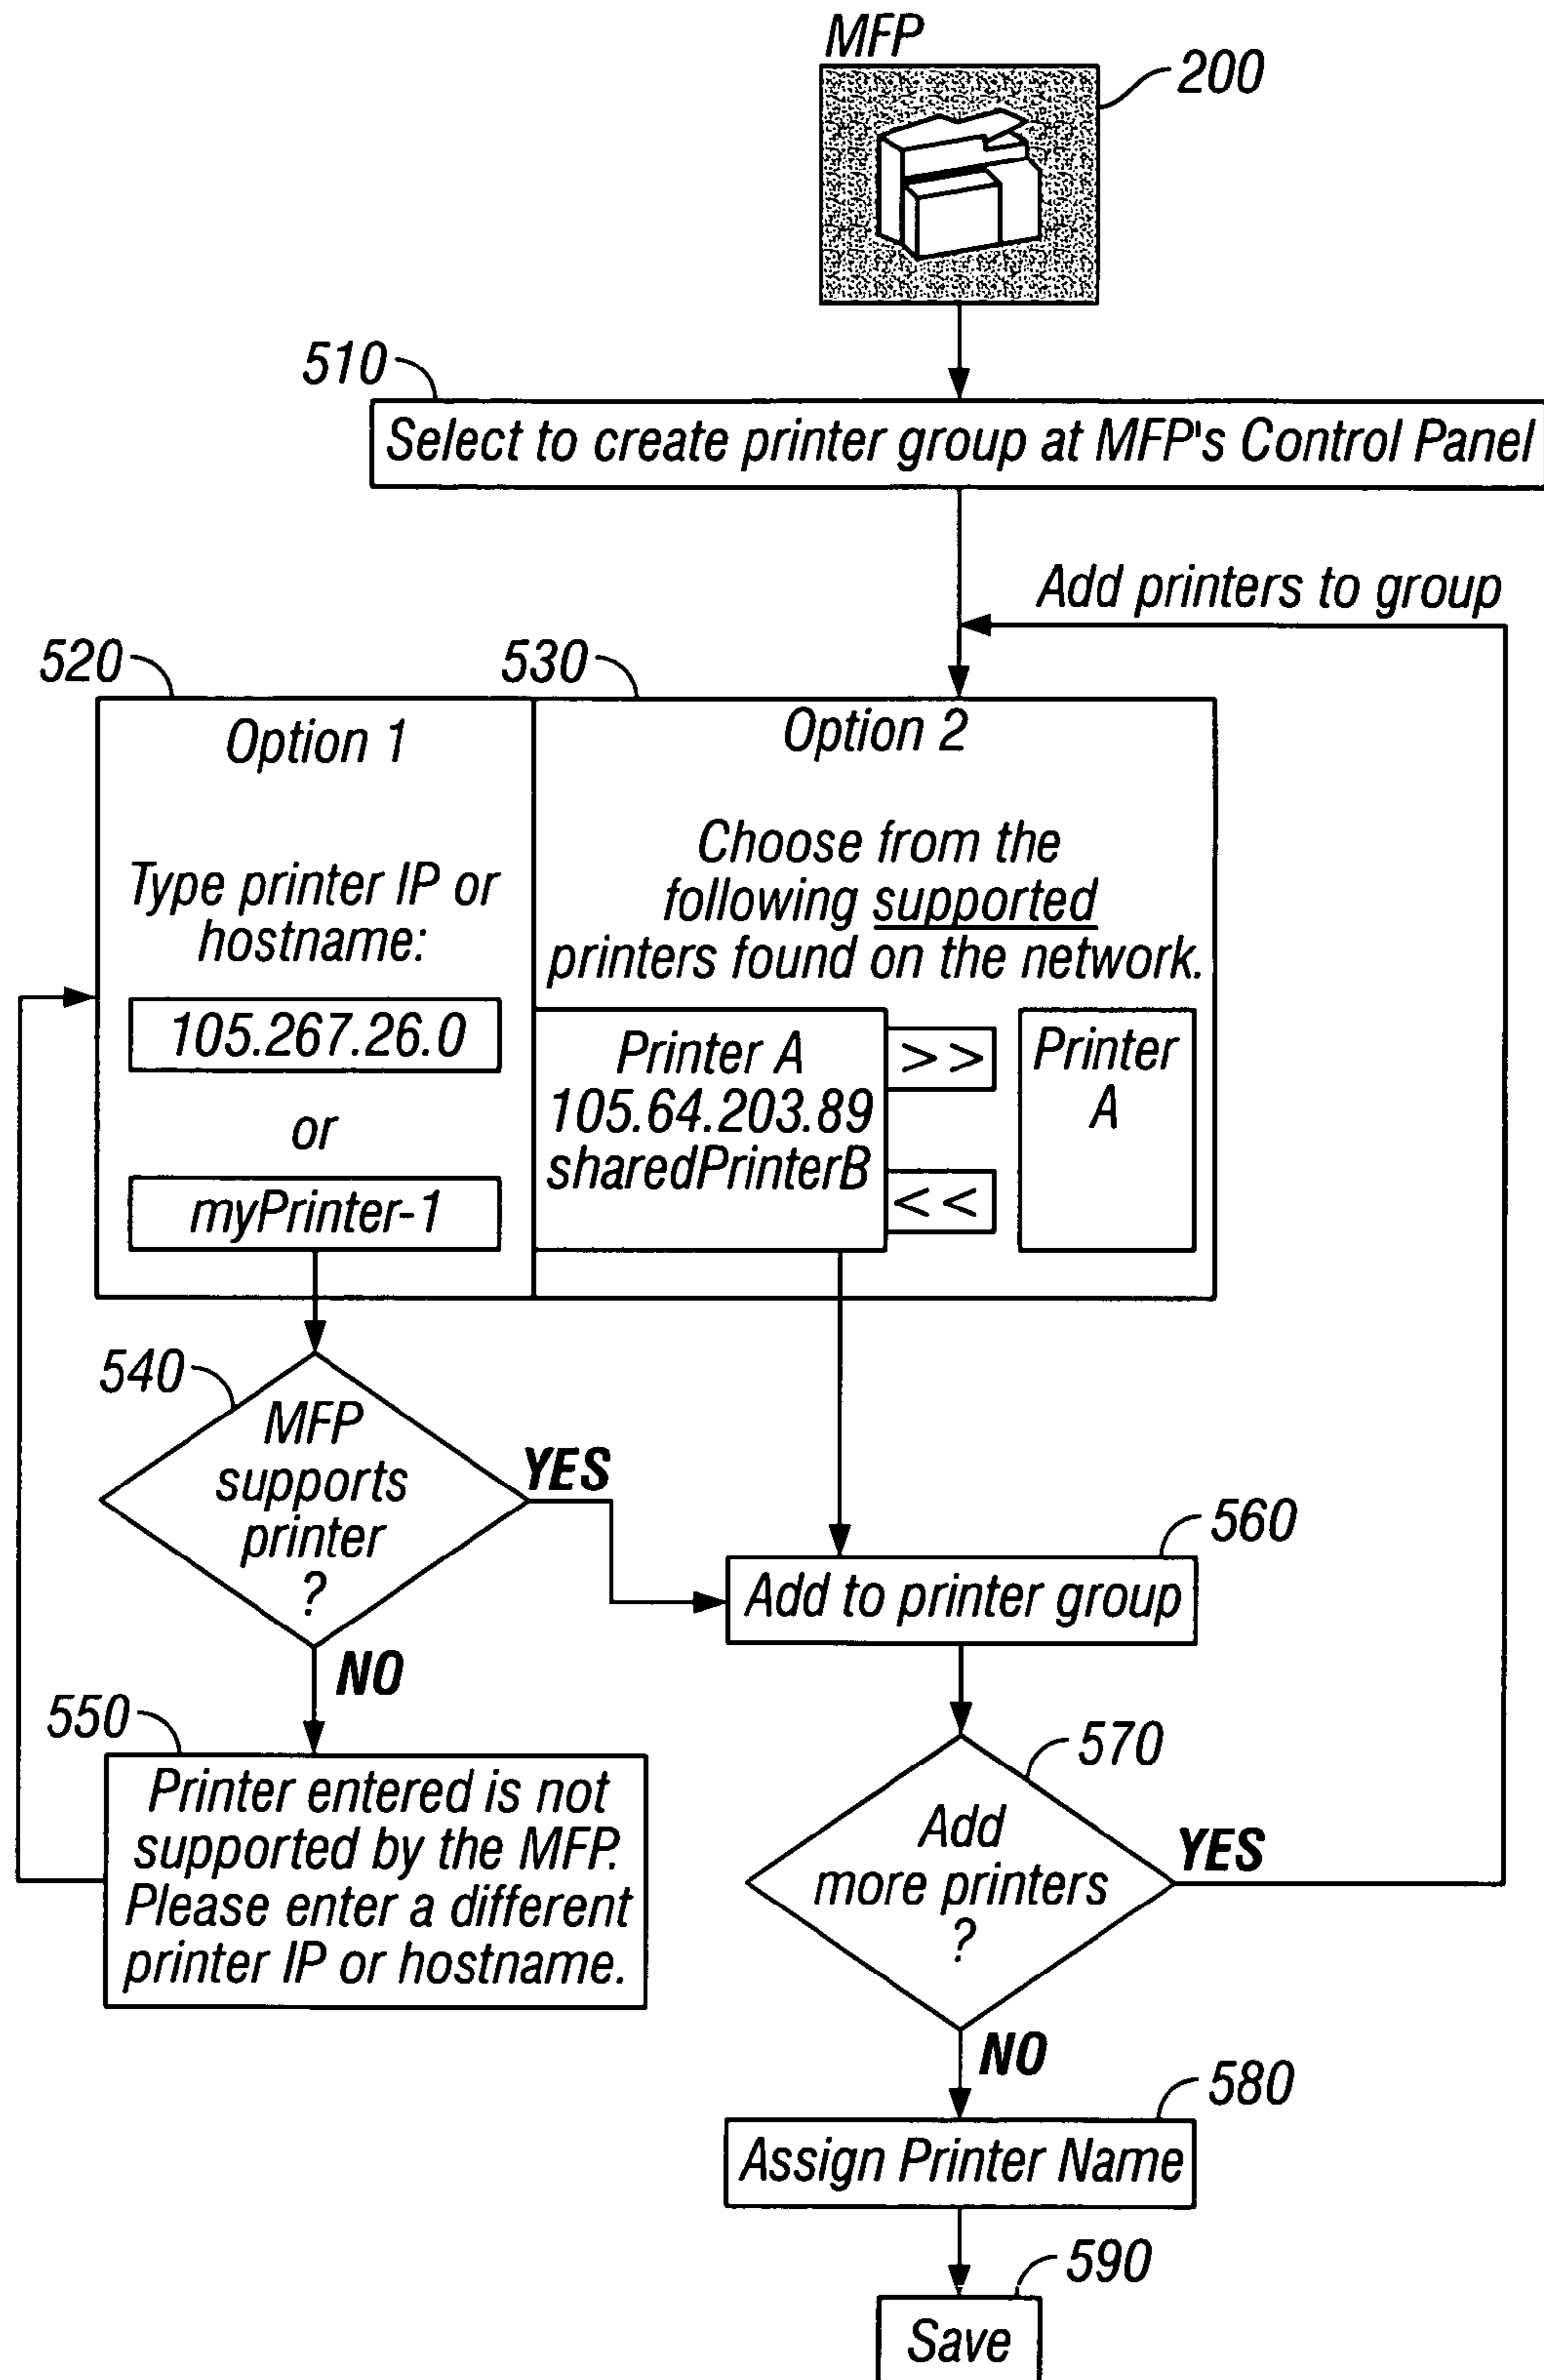 MFP
200
510
Select to create printer group at MFP's Control Panel
Add printers to group
520
530
Option 1
Type printer IP or
hostname:
105.267.26.0
or
myPrinter-1
Option 2
Choose from the
following supported
printers found on the network.
Printer A
105.64.203.89
sharedPrinterB
>>
<<
Printer
A
540
MFP
supports
printer
?
YES
NO
550
Printer entered is not
supported by the MFP.
Please enter a different
printer IP or hostname.
560
Add to printer group
570
Add
more printers
?
YES
NO
580
Assign Printer Name
590
Save